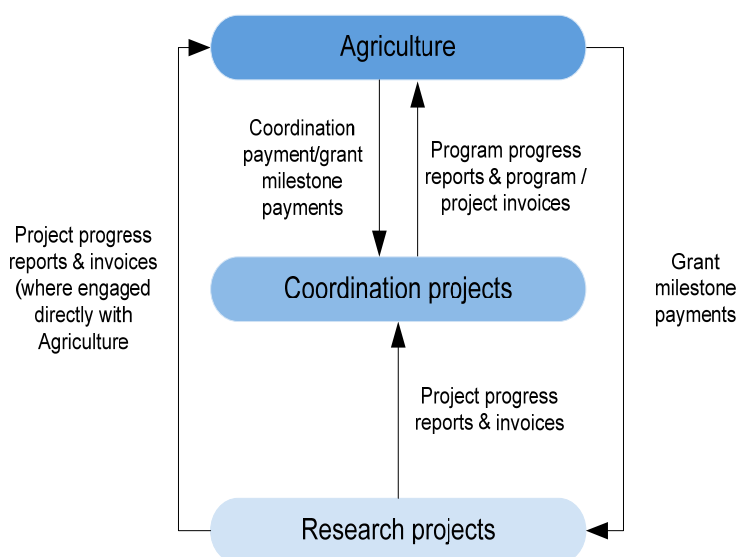 Agriculture
Coordination
payment/grant
milestone
payments
Program progress
reports & program /
project invoices
Project progress
reports & invoices
(where engaged
directly with
Agriculture
Grant
milestone
payments
Coordination projects
Project progress
reports & invoices
Research projects